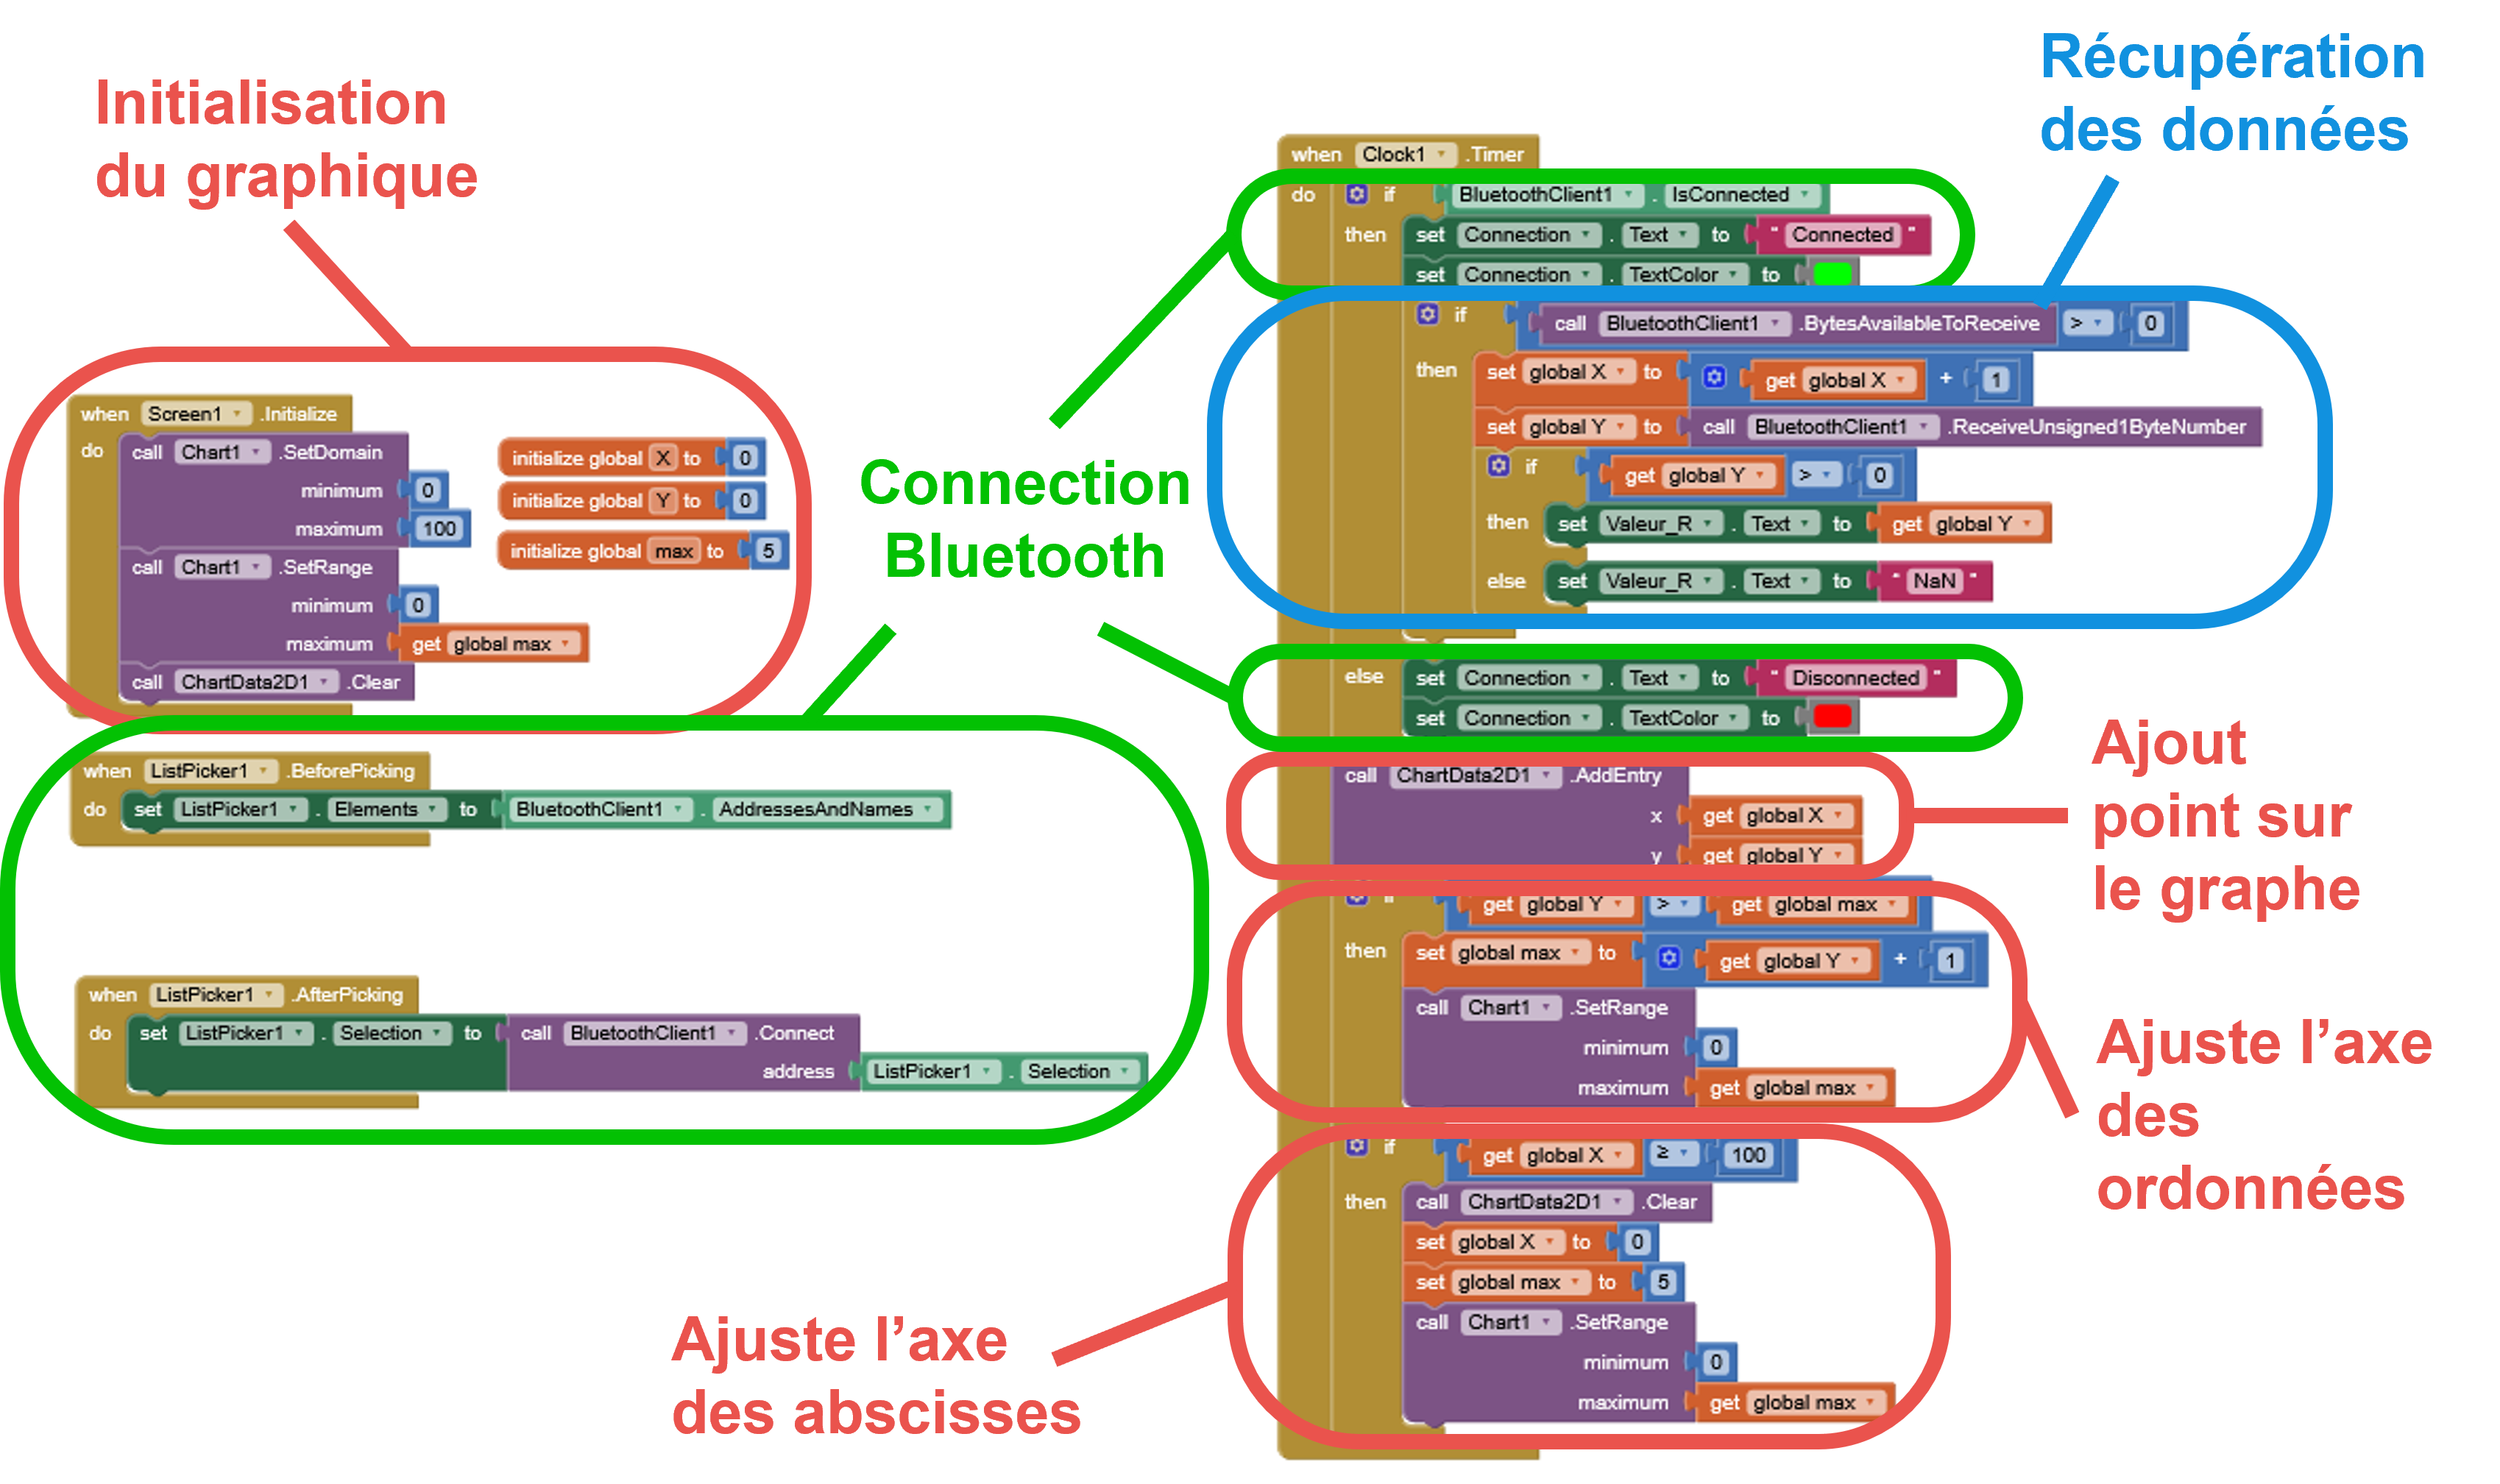 Initialisation
du graphique
when Screen1 .Initialize
do call Chart1 .SetDomain
minimum 0
maximum 100
call Chart1 .SetRange
minimum 0
maximum get global max
call ChartData2D1 .Clear
initialize global X to 0
initialize global Y to 0
initialize global max to 5
Connection
Bluetooth
when ListPicker1 .BeforePicking
do set ListPicker1 . Elements to BluetoothClient1 . AddressesAndNames
when ListPicker1 .AfterPicking
do set ListPicker1 . Selection to call BluetoothClient1 .Connect
address ListPicker1 . Selection
Récupération
des données
when Clock1 .Timer
do if BluetoothClient1 . IsConnected
then set Connection . Text to " Connected "
set Connection . TextColor to
if call BluetoothClient1 .BytesAvailableToReceive > 0
then set global X to get global X + 1
set global Y to call BluetoothClient1 .ReceiveUnsigned1ByteNumber
if get global Y > 0
then set Valeur_R . Text to get global Y
else set Valeur_R . Text to " NaN "
else set Connection . Text to " Disconnected "
set Connection . TextColor to
call ChartData2D1 .AddEntry
x get global X
y get global Y
Ajout
point sur
le graphe
if get global Y > get global max
then set global max to get global Y + 1
call Chart1 .SetRange
minimum 0
maximum get global max
Ajuste l’axe
des
ordonnées
if get global X ≥ 100
then call ChartData2D1 .Clear
set global X to 0
set global max to 5
call Chart1 .SetRange
minimum 0
maximum get global max
Ajuste l’axe
des abscisses